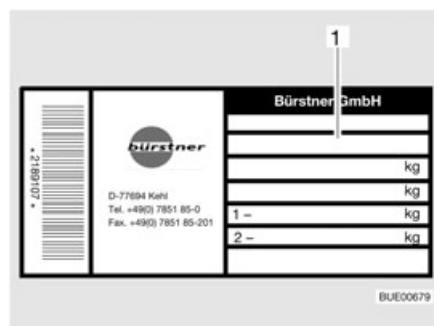 1
Bürstner GmbH
* 2189107 *
bürstner
D-77694 Kehl
Tel. +49(0) 7851 85-0
Fax. +49(0) 7851 85-201
kg
kg
1 – kg
2 – kg
BUE00679